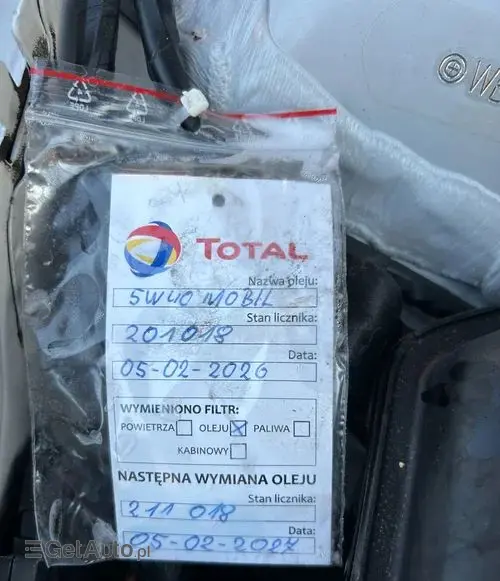 WE
TOTAL
Nazwa oleju:
5W40 MOBIL
Stan licznika:
201018
Data:
05-02-2026
WYMIENIONO FILTR:
POWIETRZA OLEJU PALIWA
KABINOWY
NASTĘPNA WYMIANA OLEJU
Stan licznika:
211 018
Data:
05-02-2027
GetAuto.pl